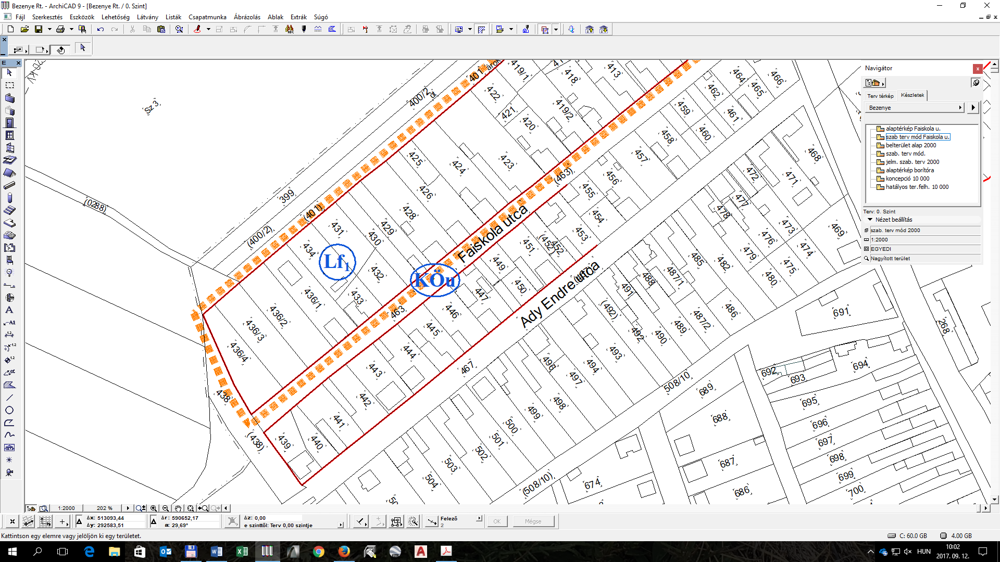 Bezenye Rt. - ArchiCAD 9 - [Bezenye Rt. / 0. Szint]
Fájl Szerkesztés Eszközök Lehetőség Látvány Listák Csapatmunka Ábrázolás Ablak Extrák Súgó
E
Navigátor
Terv térkép Készletek
Bezenye
alaptérkép Faiskola u.
szab terv mód Faiskola u.
belterület alap 2000
szab. terv mód.
jelm. szab. terv 2000
alaptérkép borítóra
koncepció 10 000
hatályos ter.felh. 10 000
Terv: 0. Szint
Nézet beállítás
szab. terv mód 2000
1:2000
EGYEDI
Nagyított terület
Sz 3
401
árok
419/1
418
413
464
466
465
462
400/2
út
422
421
420
419/2
459
461
460
458
457
468
425
424
423
(463)
472
471
(0288)
399
(401)
426
428
455
456
477
478
469
(400/2)
431
429
430
Faiskola utca
454
453
473
476
474
434
Lf1
432
451
(452)
452
479
475
485
482
480
KÖu
449
450
447
Ady Endre utca
487/1
488
491
436/1
433
463
446
445
(492)
492
490
489
487/2
486
691
268
436/2
436/3
436/4
444
443
467
496
497
494
493
508/10
689
692
693
694
438
442
441
498
499
500
501
502
503
504
688
695
696
697
698
699
700
(438)
439
440
(508/10)
674
687
686
1:2000 202 %
Δx: 513093,44
Δy: 292583,51
Δr: 590652,17
a: 29,69°
Δz: 0,00
e szinttől: Terv 0,00 szintje
Felező
2
OK
Mégse
Kattintson egy elemre vagy jelöljön ki egy területet.
C: 60.0 GB
4.00 GB
HUN
10:02
2017. 09. 12.